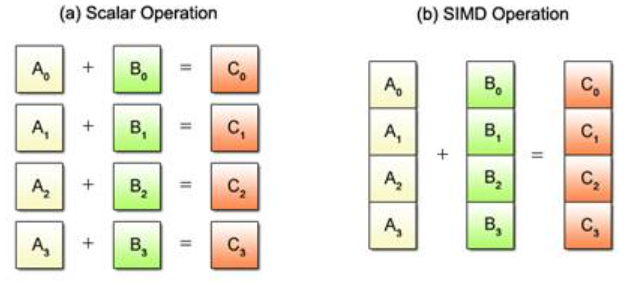 (a) Scalar Operation
A₀ + B₀ = C₀
A₁ + B₁ = C₁
A₂ + B₂ = C₂
A₃ + B₃ = C₃
(b) SIMD Operation
A₀ B₀ C₀
A₁ B₁ C₁
+ =
A₂ B₂ C₂
A₃ B₃ C₃